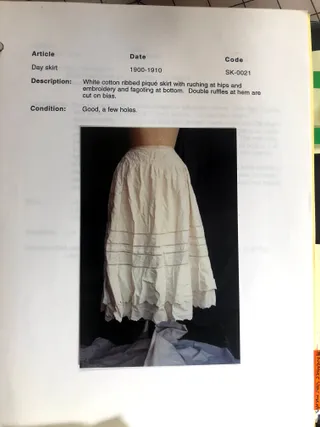 Article Date Code
Day skirt 1900-1910 SK-0021
Description: White cotton ribbed piqué skirt with ruching at hips and
embroidery and fagoting at bottom. Double ruffles at hem are
cut on bias.
Condition: Good, a few holes.